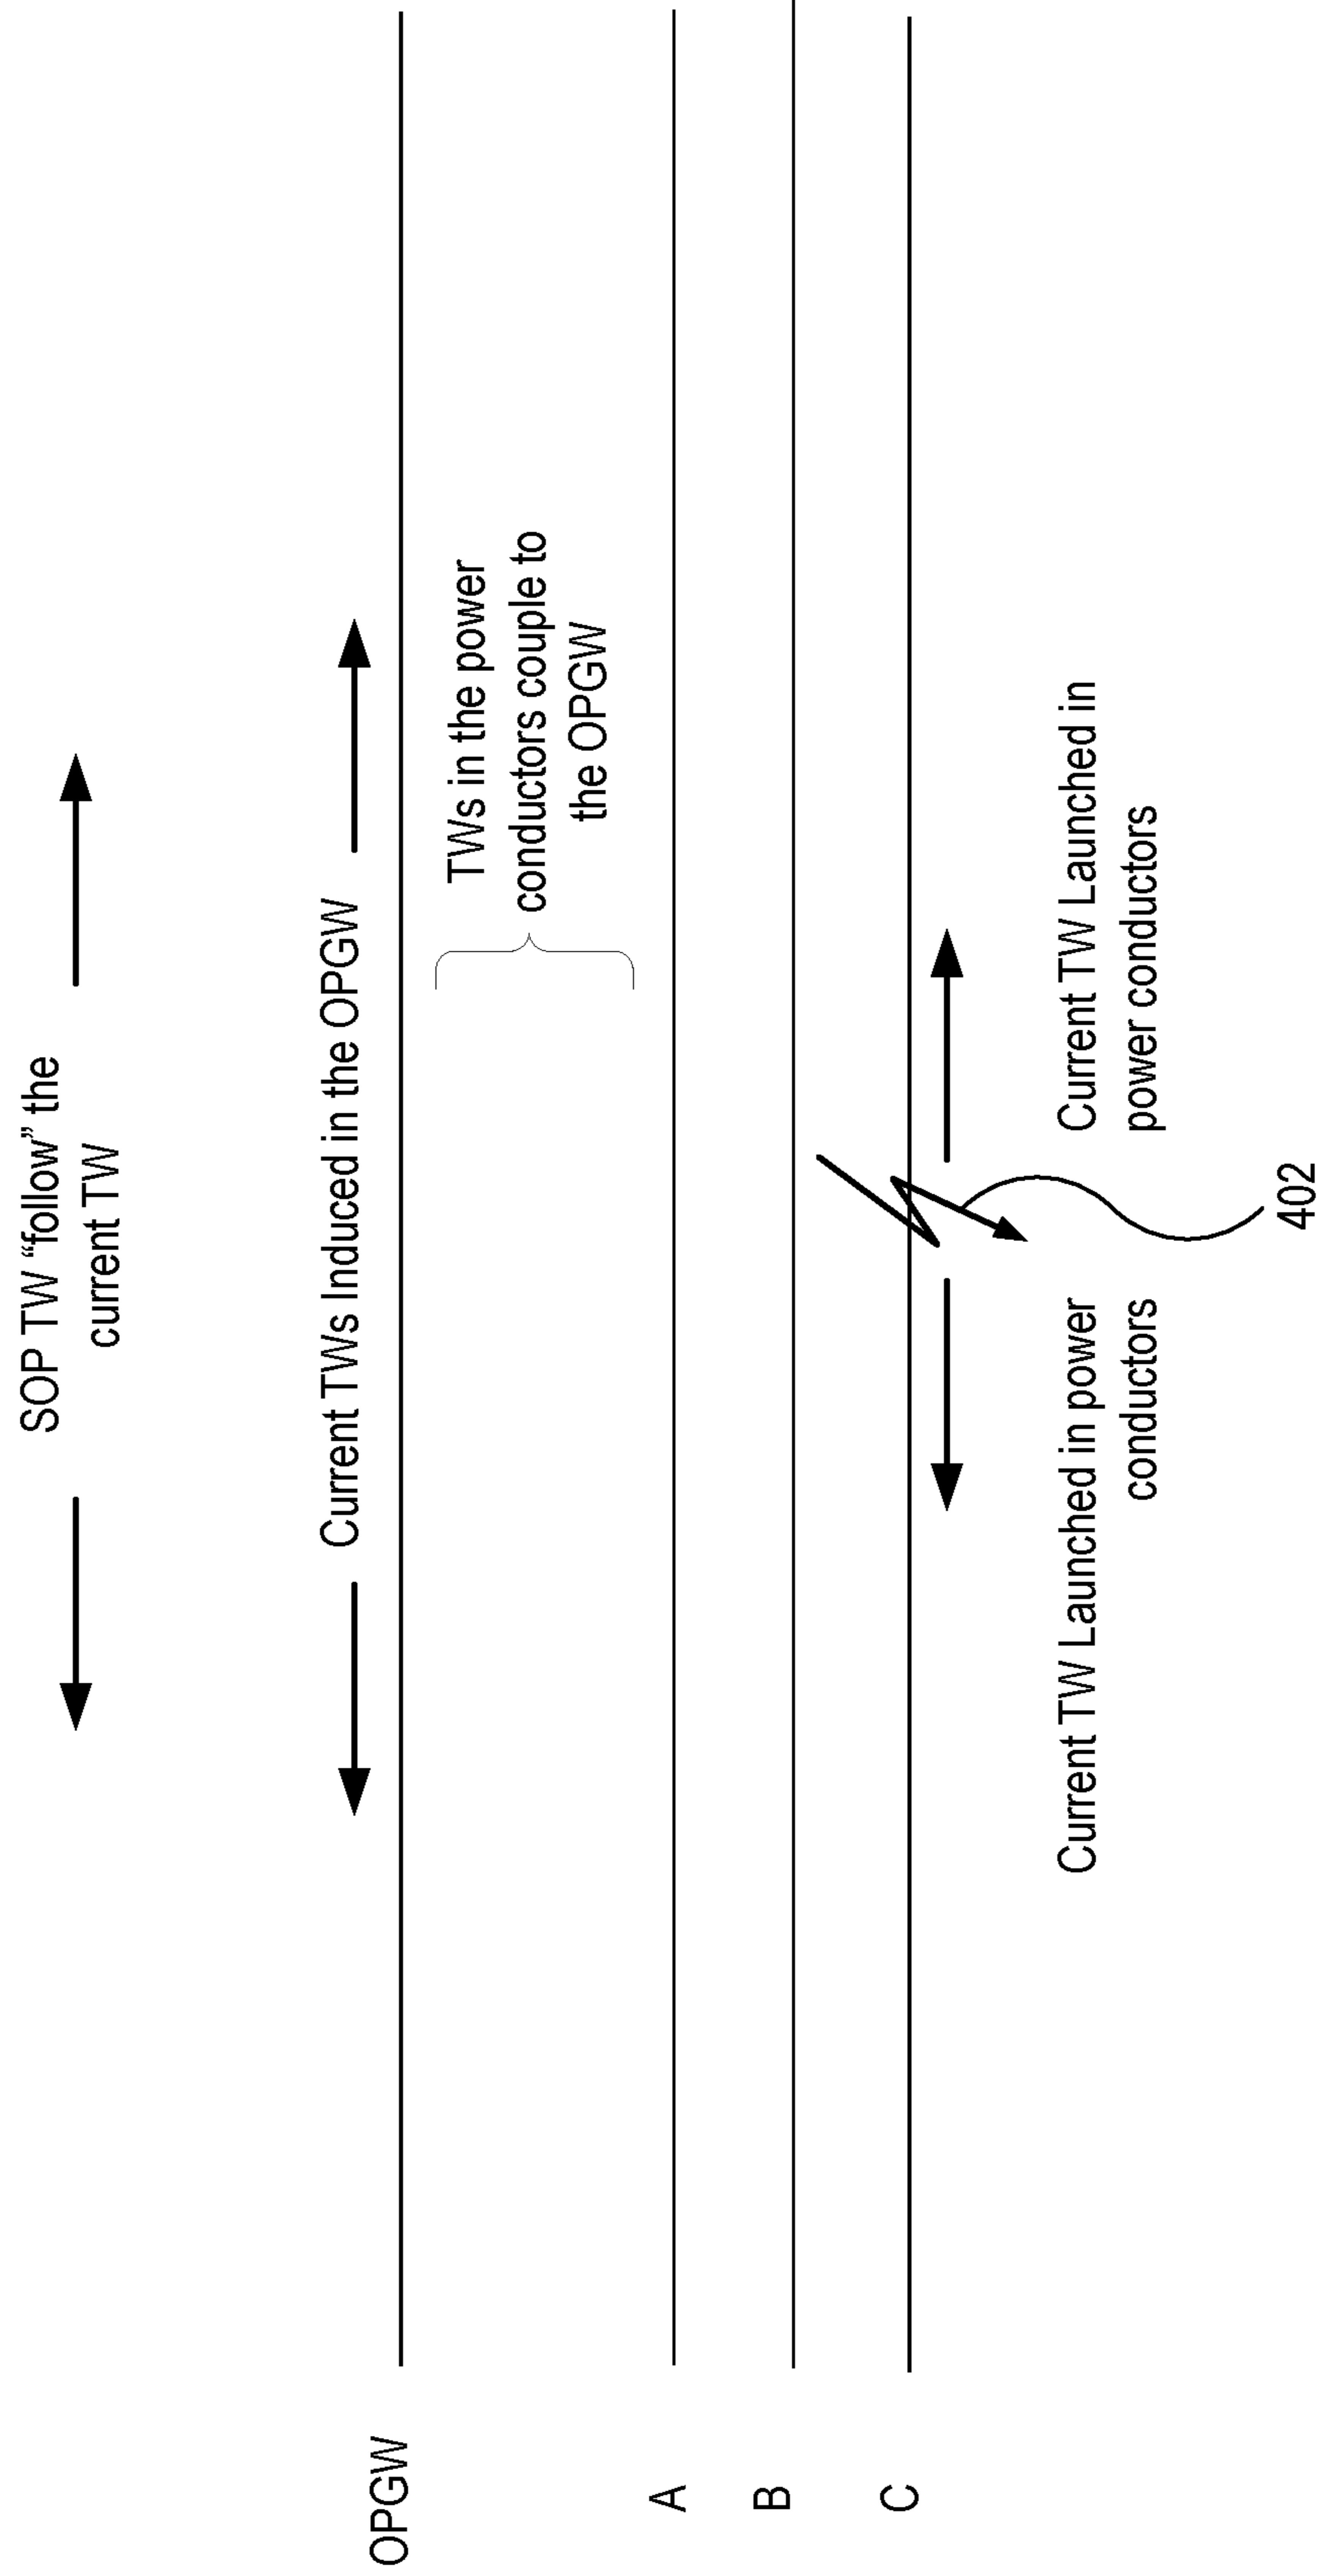 SOP TW “follow” the
current TW
Current TWs Induced in the OPGW
OPGW
TWs in the power
conductors couple to
the OPGW
A
B
C
Current TW Launched in power
conductors
Current TW Launched in
power conductors
402